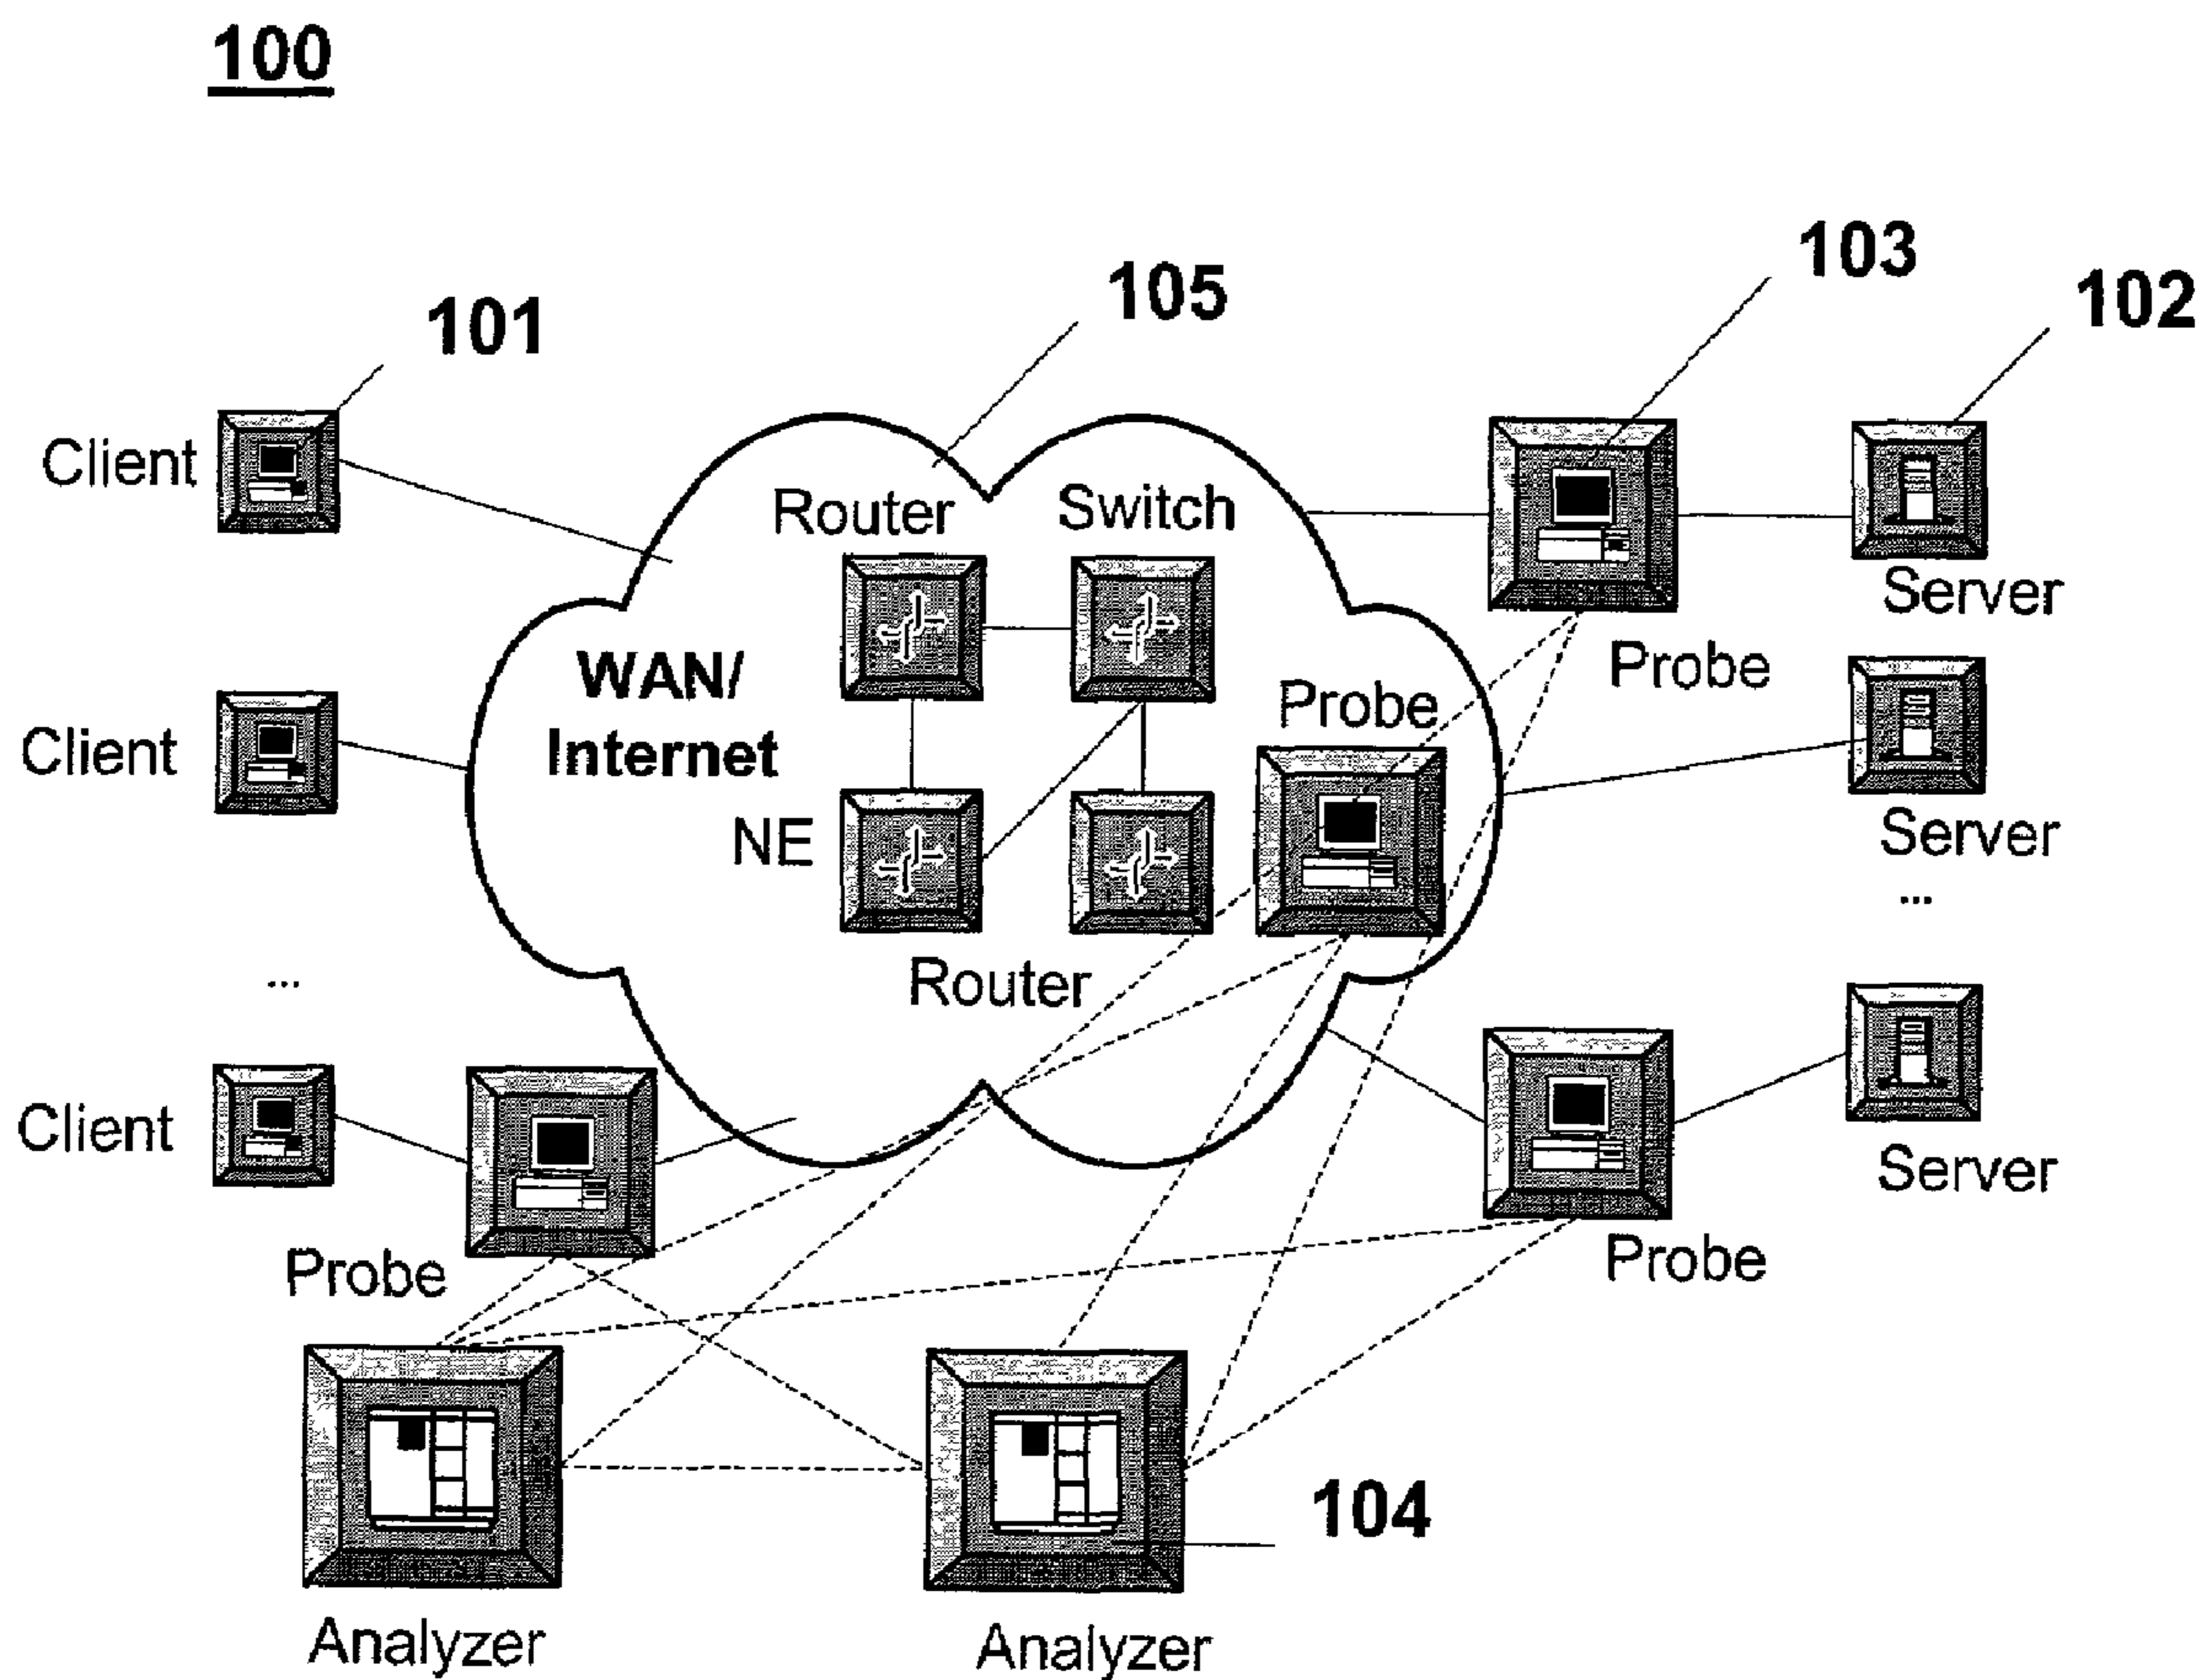 100
103
105
102
101
Client
Router
Switch
Server
Probe
WAN/
Internet
Probe
Client
NE
Server
...
Router
...
Client
Server
Probe
Probe
104
Analyzer
Analyzer